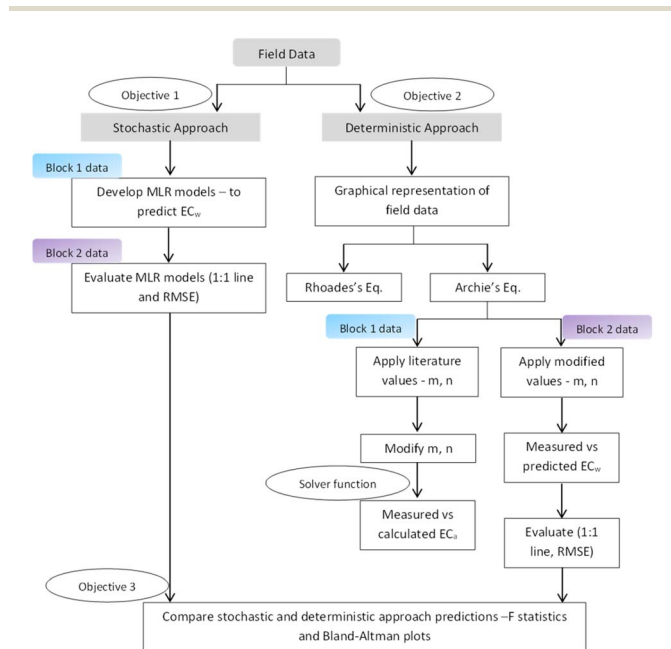 Field Data
Objective 1
Objective 2
Stochastic Approach
Deterministic Approach
Block 1 data
Develop MLR models – to
predict ECw
Graphical representation of
field data
Block 2 data
Evaluate MLR models (1:1 line
and RMSE)
Rhoades's Eq.
Archie's Eq.
Block 1 data
Block 2 data
Apply literature
values - m, n
Apply modified
values - m, n
Modify m, n
Measured vs
predicted ECw
Solver function
Measured vs
calculated ECa
Evaluate (1:1
line, RMSE)
Objective 3
Compare stochastic and deterministic approach predictions –F statistics
and Bland-Altman plots